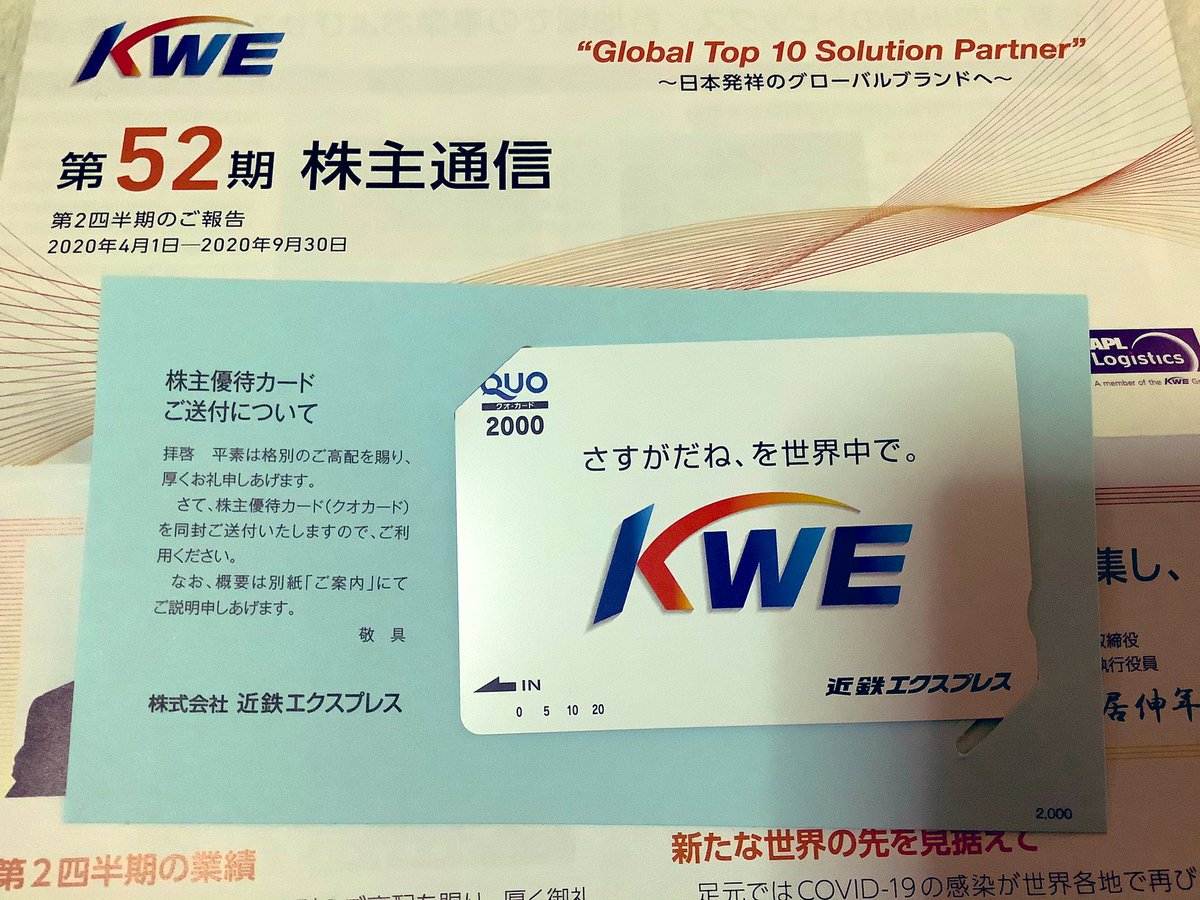 KWE
“Global Top 10 Solution Partner”
～日本発祥のグローバルブランドへ～
第52期 株主通信
第2四半期のご報告
2020年4月1日―2020年9月30日
APL
Logistics
A member of the KWE
株主優待カード
ご送付について
拝啓　平素は格別のご高配を賜り、
厚くお礼申しあげます。
さて、株主優待カード（クオカード）
を同封ご送付いたしますので、ご利
用ください。
なお、概要は別紙「ご案内」にて
ご説明申しあげます。
敬　具
株式会社 近鉄エクスプレス
QUO
クオ・カード
2000
さすがだね、を世界中で。
KWE
IN
0 5 10 20
近鉄エクスプレス
2,000
集し、
取締役
執行役員
居伸年
第2四半期の業績
新たな世界の先を見据えて
足元ではCOVID-19の感染が世界各地で再び